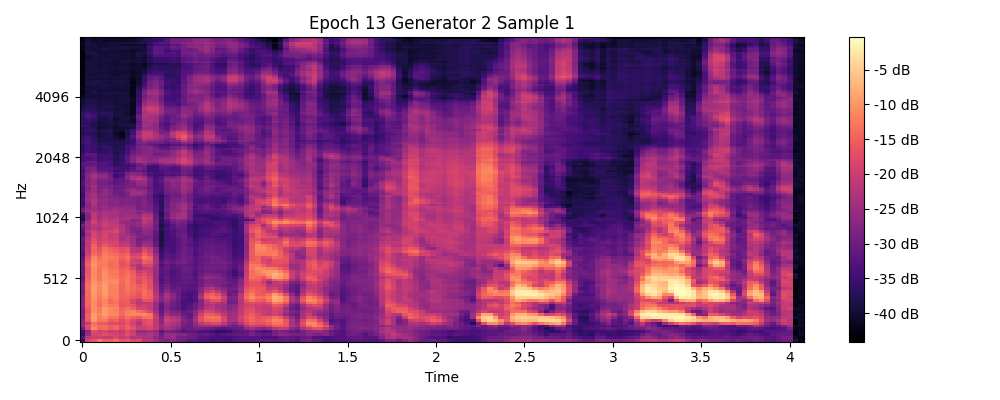 Epoch 13 Generator 2 Sample 1
Hz
4096
2048
1024
512
0
0
0.5
1
1.5
2
2.5
3
3.5
4
Time
-5 dB
-10 dB
-15 dB
-20 dB
-25 dB
-30 dB
-35 dB
-40 dB